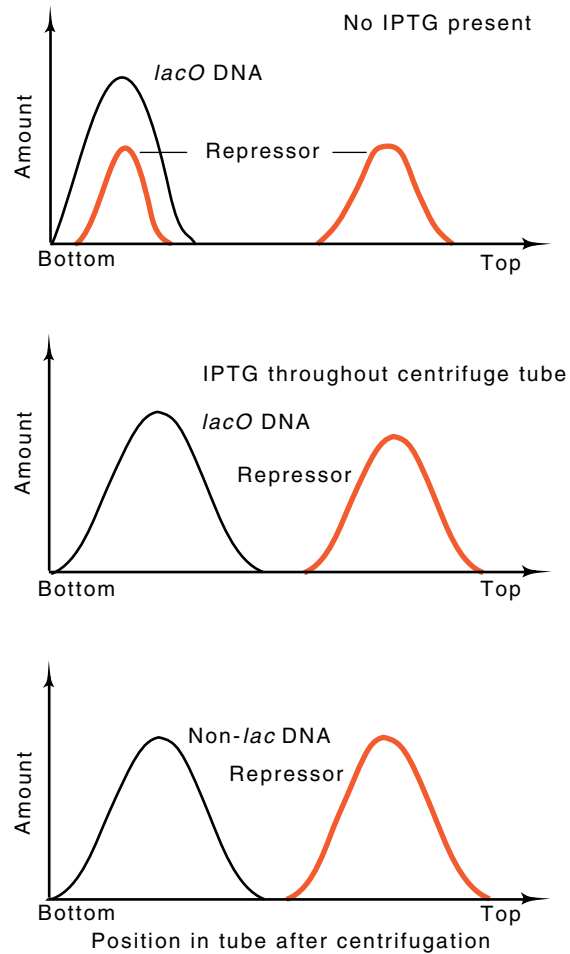 No IPTG present
lacO DNA
Repressor
Amount
Bottom
Top
IPTG throughout centrifuge tube
lacO DNA
Repressor
Amount
Bottom
Top
Non-lac DNA
Repressor
Amount
Bottom
Top
Position in tube after centrifugation